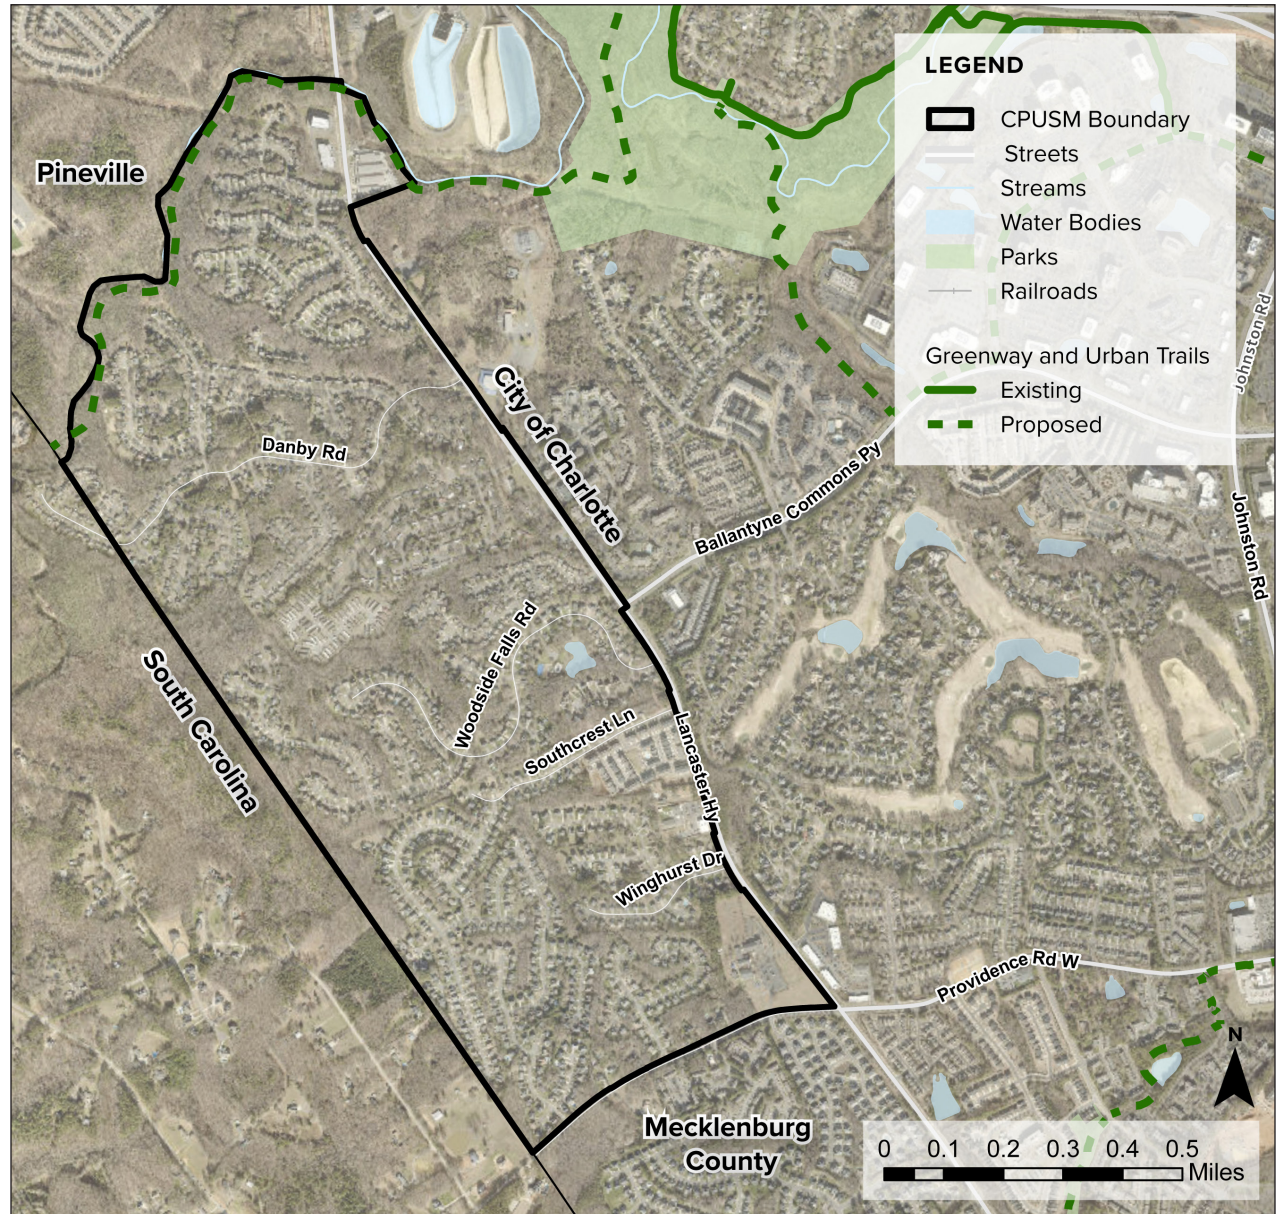 LEGEND
CPUSM Boundary
Streets
Streams
Water Bodies
Parks
Railroads
Greenway and Urban Trails
Existing
Proposed
Pineville
Johnston Rd
City of Charlotte
Danby Rd
Ballantyne Commons Py
Johnston Rd
Woodside Falls Rd
South Carolina
Southcrest Ln
Lancaster Hy
Winghurst Dr
Providence Rd W
N
Mecklenburg
County
0 0.1 0.2 0.3 0.4 0.5
Miles